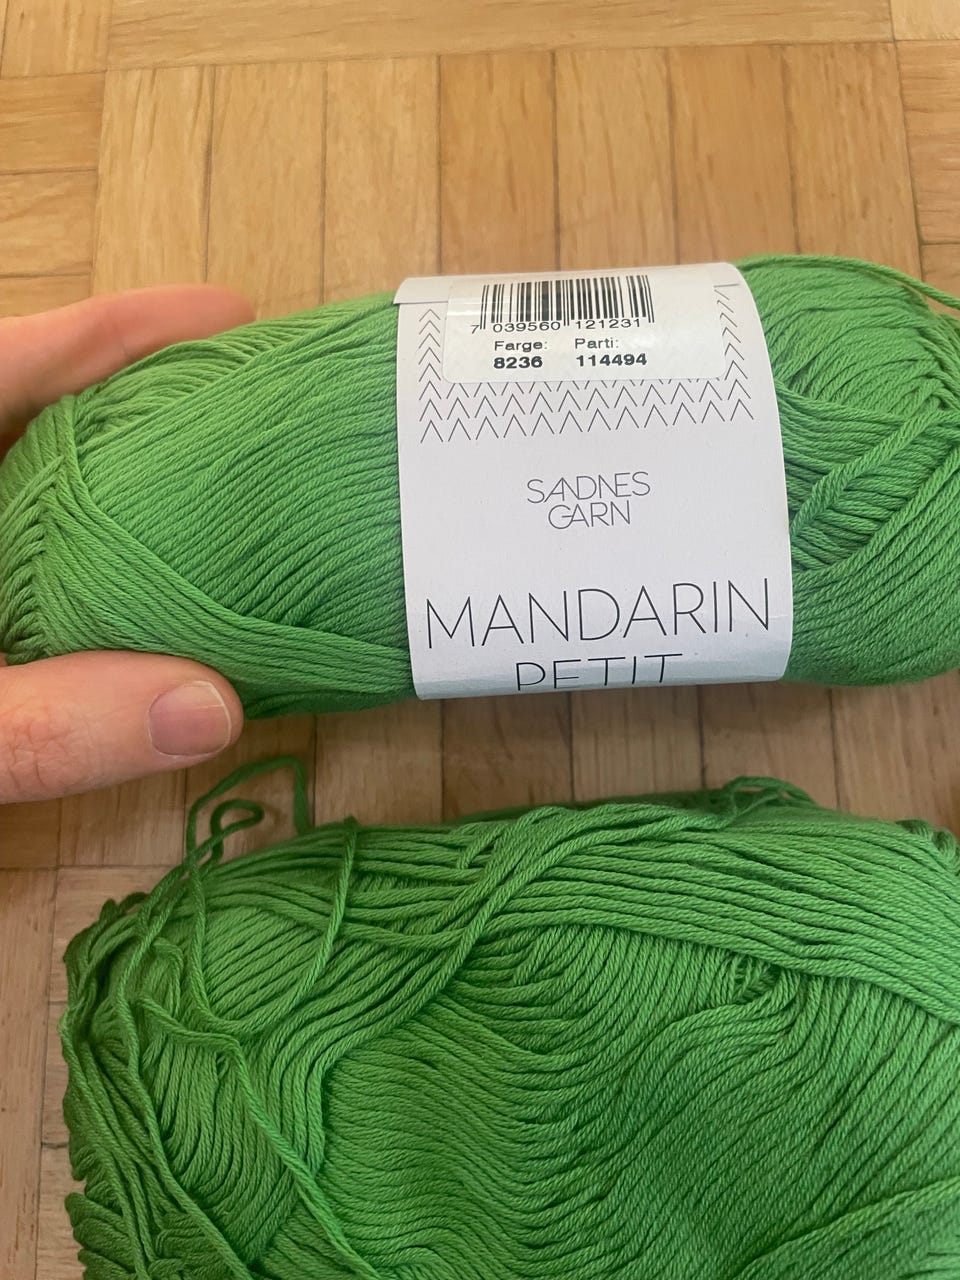 7 039560 121231
Farge: Parti:
8236 114494
SANDNES
GARN
MANDARIN
PETIT